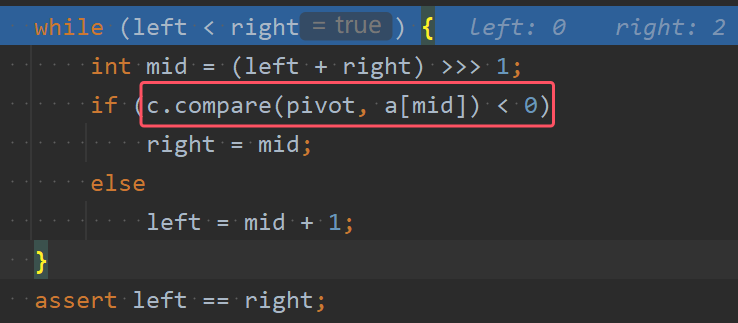 while (left < right = true ) { left: 0 right: 2
int mid = (left + right) >>> 1;
if (c.compare(pivot, a[mid]) < 0)
right = mid;
else
left = mid + 1;
}
assert left == right;